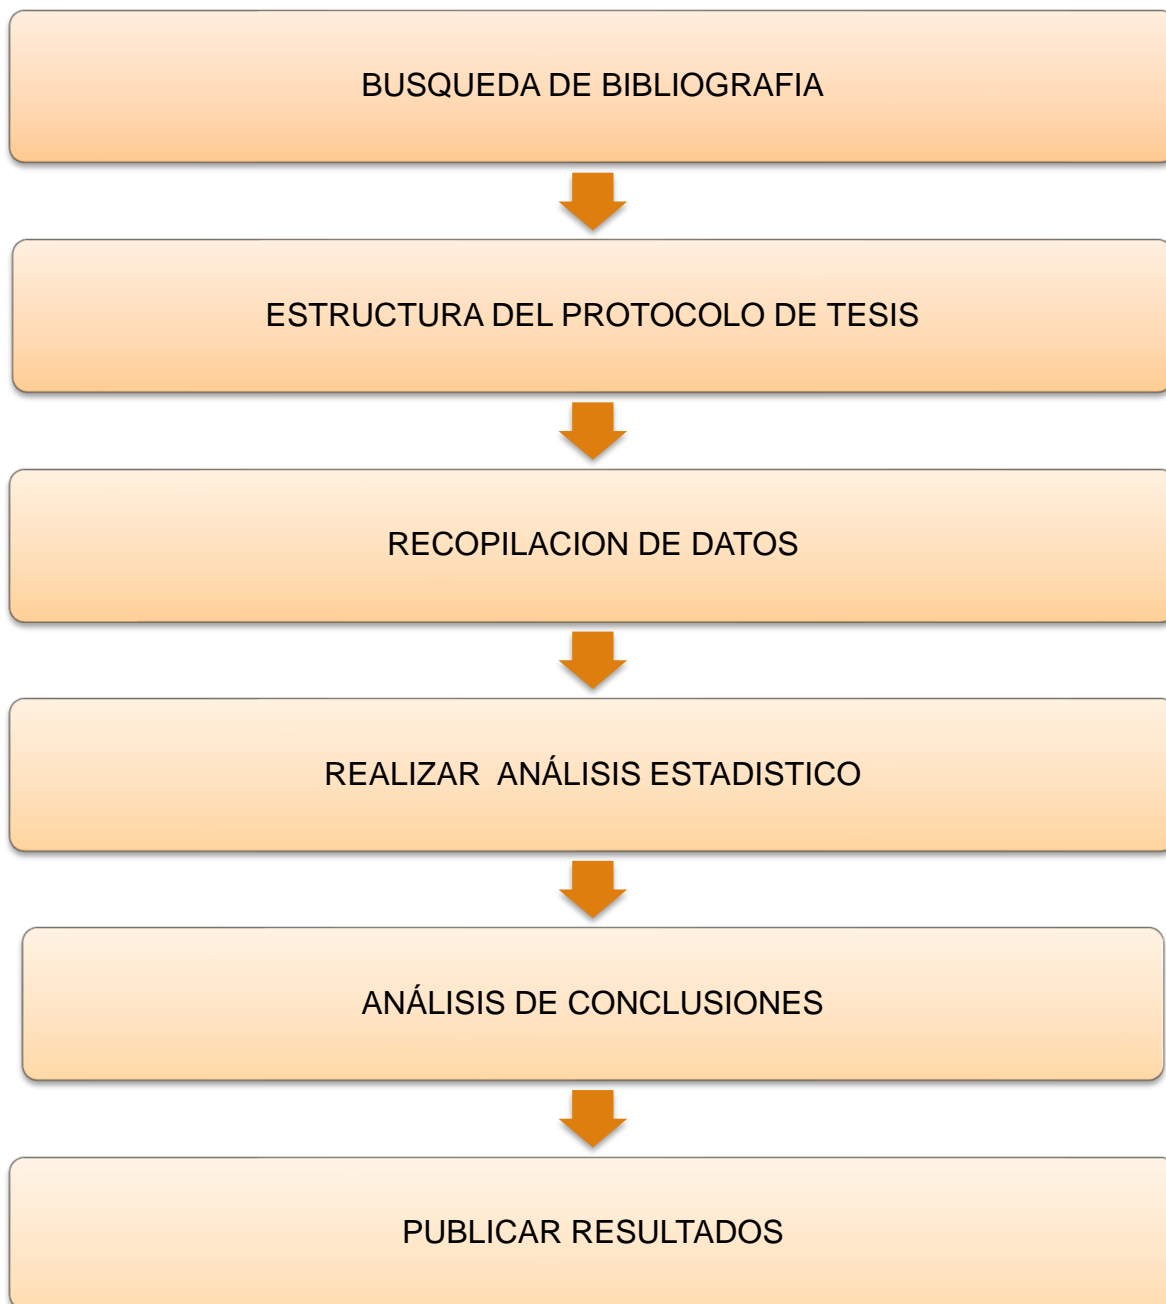 BUSQUEDA DE BIBLIOGRAFIA
ESTRUCTURA DEL PROTOCOLO DE TESIS
RECOPILACION DE DATOS
REALIZAR  ANÁLISIS ESTADISTICO
ANÁLISIS DE CONCLUSIONES
PUBLICAR RESULTADOS